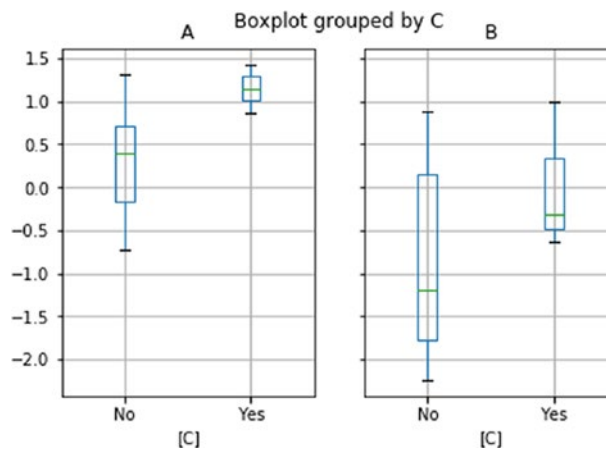 Boxplot grouped by C
A
B
1.5
1.0
0.5
0.0
-0.5
-1.0
-1.5
-2.0
No Yes
No Yes
[C]
[C]